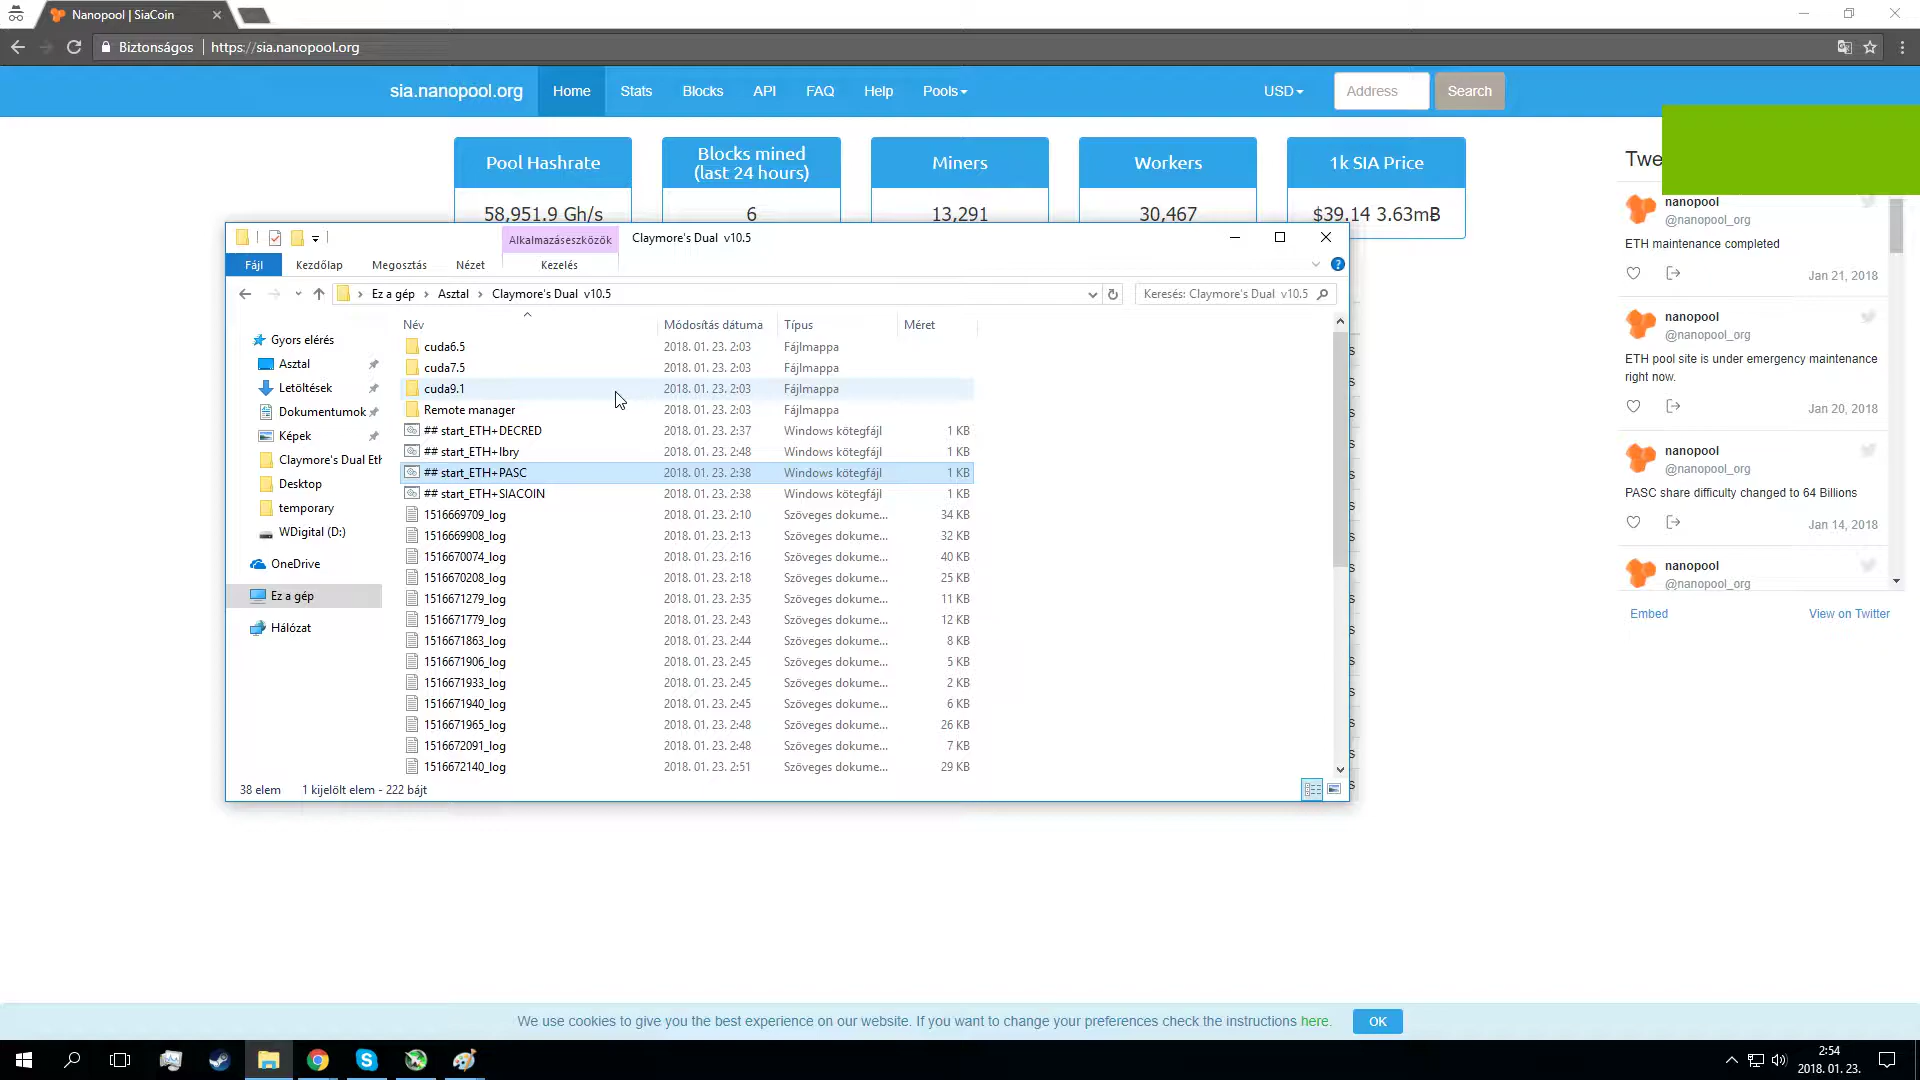 Nanopool | SiaCoin
Biztonságos
https://sia.nanopool.org
sia.nanopool.org
Home
Stats
Blocks
API
FAQ
Help
Pools
USD
Address
Search
Pool Hashrate
Blocks mined
(last 24 hours)
Miners
Workers
1k SIA Price
58,951.9 Gh/s
6
13,291
30,467
$39.14 3.63mɃ
nanopool
@nanopool_org
ETH maintenance completed
Jan 21, 2018
nanopool
@nanopool_org
ETH pool site is under emergency maintenance
right now.
Jan 20, 2018
nanopool
@nanopool_org
PASC share difficulty changed to 64 Billions
Jan 14, 2018
nanopool
@nanopool_org
Embed
View on Twitter
Alkalmazáseszközök
Claymore's Dual v10.5
Fájl
Kezdőlap
Megosztás
Nézet
Kezelés
Ez a gép
Asztal
Claymore's Dual v10.5
Keresés: Claymore's Dual v10.5
Gyors elérés
Asztal
Letöltések
Dokumentumok
Képek
Claymore's Dual Eth
Desktop
temporary
WDigital (D:)
OneDrive
Ez a gép
Hálózat
Név Módosítás dátuma Típus Méret
cuda6.5 2018. 01. 23. 2:03 Fájlmappa
cuda7.5 2018. 01. 23. 2:03 Fájlmappa
cuda9.1 2018. 01. 23. 2:03 Fájlmappa
Remote manager 2018. 01. 23. 2:03 Fájlmappa
## start_ETH+DECRED 2018. 01. 23. 2:37 Windows kötegfájl 1 KB
## start_ETH+lbry 2018. 01. 23. 2:48 Windows kötegfájl 1 KB
## start_ETH+PASC 2018. 01. 23. 2:38 Windows kötegfájl 1 KB
## start_ETH+SIACOIN 2018. 01. 23. 2:38 Windows kötegfájl 1 KB
1516669709_log 2018. 01. 23. 2:10 Szöveges dokume... 34 KB
1516669908_log 2018. 01. 23. 2:13 Szöveges dokume... 32 KB
1516670074_log 2018. 01. 23. 2:16 Szöveges dokume... 40 KB
1516670208_log 2018. 01. 23. 2:18 Szöveges dokume... 25 KB
1516671279_log 2018. 01. 23. 2:35 Szöveges dokume... 11 KB
1516671779_log 2018. 01. 23. 2:43 Szöveges dokume... 12 KB
1516671863_log 2018. 01. 23. 2:44 Szöveges dokume... 8 KB
1516671906_log 2018. 01. 23. 2:45 Szöveges dokume... 5 KB
1516671933_log 2018. 01. 23. 2:45 Szöveges dokume... 2 KB
1516671940_log 2018. 01. 23. 2:45 Szöveges dokume... 6 KB
1516671965_log 2018. 01. 23. 2:48 Szöveges dokume... 26 KB
1516672091_log 2018. 01. 23. 2:48 Szöveges dokume... 7 KB
1516672140_log 2018. 01. 23. 2:51 Szöveges dokume... 29 KB
38 elem
1 kijelölt elem - 222 bájt
We use cookies to give you the best experience on our website. If you want to change your preferences check the instructions here.
OK
2:54
2018. 01. 23.